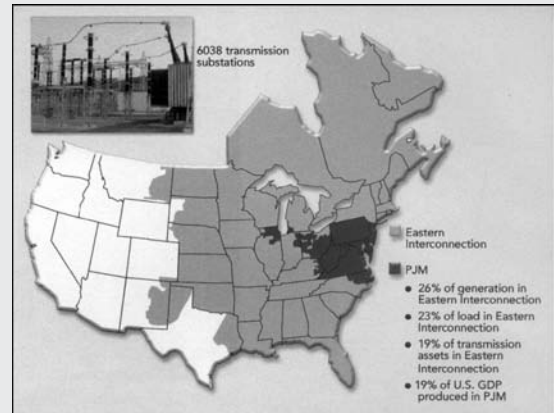 6038 transmission
substations
Eastern
Interconnection
PJM
• 26% of generation in
Eastern Interconnection
• 23% of load in Eastern
Interconnection
• 19% of transmission
assets in Eastern
Interconnection
• 19% of U.S. GDP
produced in PJM